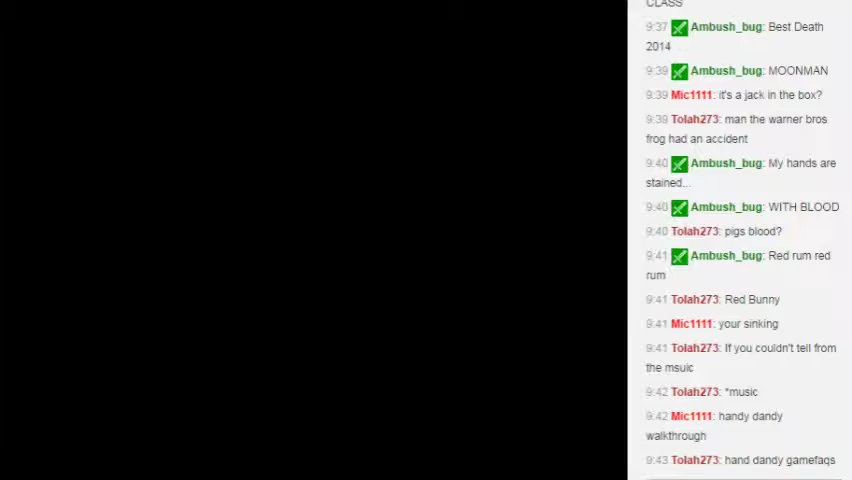 CLASS
9:37 Ambush_bug: Best Death
2014
9:39 Ambush_bug: MOONMAN
9:39 Mic1111: it's a jack in the box?
9:39 Tolah273: man the warner bros
frog had an accident
9:40 Ambush_bug: My hands are
stained...
9:40 Ambush_bug: WITH BLOOD
9:40 Tolah273: pigs blood?
9:41 Ambush_bug: Red rum red
rum
9:41 Tolah273: Red Bunny
9:41 Mic1111: your sinking
9:41 Tolah273: If you couldn't tell from
the msuic
9:42 Tolah273: *music
9:42 Mic1111: handy dandy
walkthrough
9:43 Tolah273: hand dandy gamefaqs